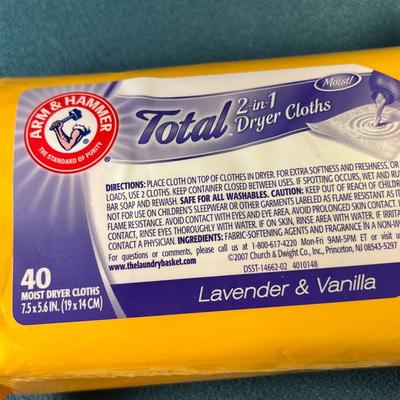 ARM & HAMMER
THE STANDARD OF PURITY
Total™ 2-in-1
Dryer Cloths
Moist!
DIRECTIONS: PLACE CLOTH ON TOP OF CLOTHES IN DRYER. FOR EXTRA SOFTNESS AND FRESHNESS, OR
LOADS, USE 2 CLOTHS. KEEP CONTAINER CLOSED BETWEEN USES. IF SPOTTING OCCURS, WET AND RU
BAR SOAP AND REWASH. SAFE FOR ALL WASHABLES. CAUTION: KEEP OUT OF REACH OF CHILDRE
NOT FOR USE ON CHILDREN'S SLEEPWEAR OR OTHER GARMENTS LABELED AS FLAME RESISTANT AS IT
FLAME RESISTANCE. AVOID CONTACT WITH EYES AND EYE AREA. AVOID PROLONGED SKIN CONTACT.
CONTACT, RINSE EYES THOROUGHLY WITH WATER. IF ON SKIN, RINSE AREA WITH WATER. IF IRRITAT
CONTACT A PHYSICIAN. INGREDIENTS: FABRIC-SOFTENING AGENTS AND FRAGRANCE ON A NON-WO
For questions or comments, please call us at 1-800-617-4220 Mon-Fri 9AM-5PM ET or visit u
www.thelaundrybasket.com ©2007 Church & Dwight Co., Inc, Princeton, NJ 08543-5297
DSST-14662-02 4010148
40
MOIST DRYER CLOTHS
7.5 x 5.6 IN. (19 x 14 CM)
Lavender & Vanilla